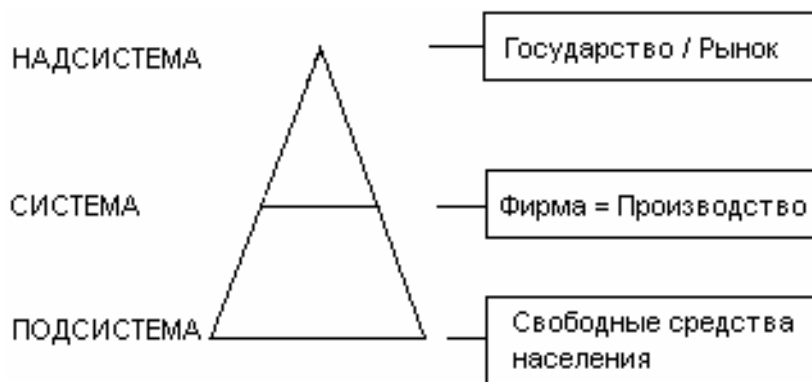 НАДСИСТЕМА
Государство / Рынок
СИСТЕМА
Фирма = Производство
ПОДСИСТЕМА
Свободные средства
населения